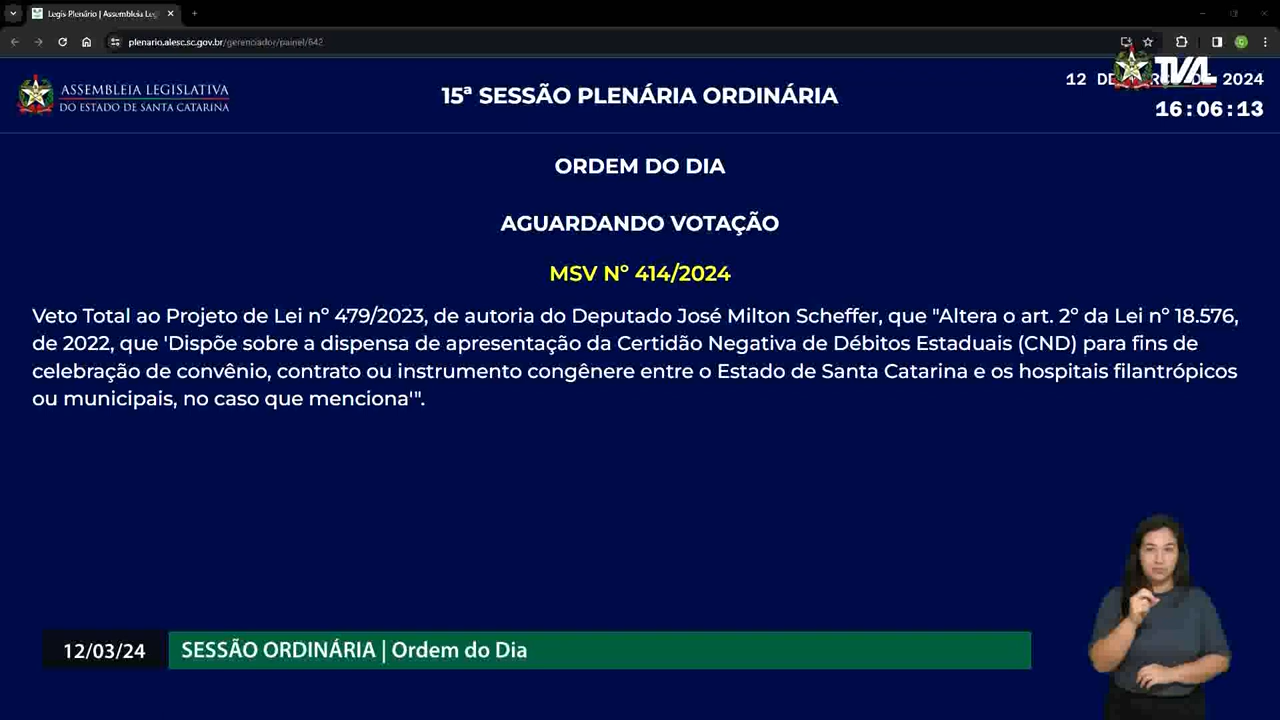 Legis Plenário | Assembleia Leg
plenario.alesc.sc.gov.br/gerenciador/painel/642
ASSEMBLEIA LEGISLATIVA
DO ESTADO DE SANTA CATARINA
15ª SESSÃO PLENÁRIA ORDINÁRIA
12 DE 2024
TVAL
16:06:13
ORDEM DO DIA
AGUARDANDO VOTAÇÃO
MSV Nº 414/2024
Veto Total ao Projeto de Lei nº 479/2023, de autoria do Deputado José Milton Scheffer, que "Altera o art. 2º da Lei nº 18.576,
de 2022, que 'Dispõe sobre a dispensa de apresentação da Certidão Negativa de Débitos Estaduais (CND) para fins de
celebração de convênio, contrato ou instrumento congênere entre o Estado de Santa Catarina e os hospitais filantrópicos
ou municipais, no caso que menciona'".
12/03/24
SESSÃO ORDINÁRIA | Ordem do Dia